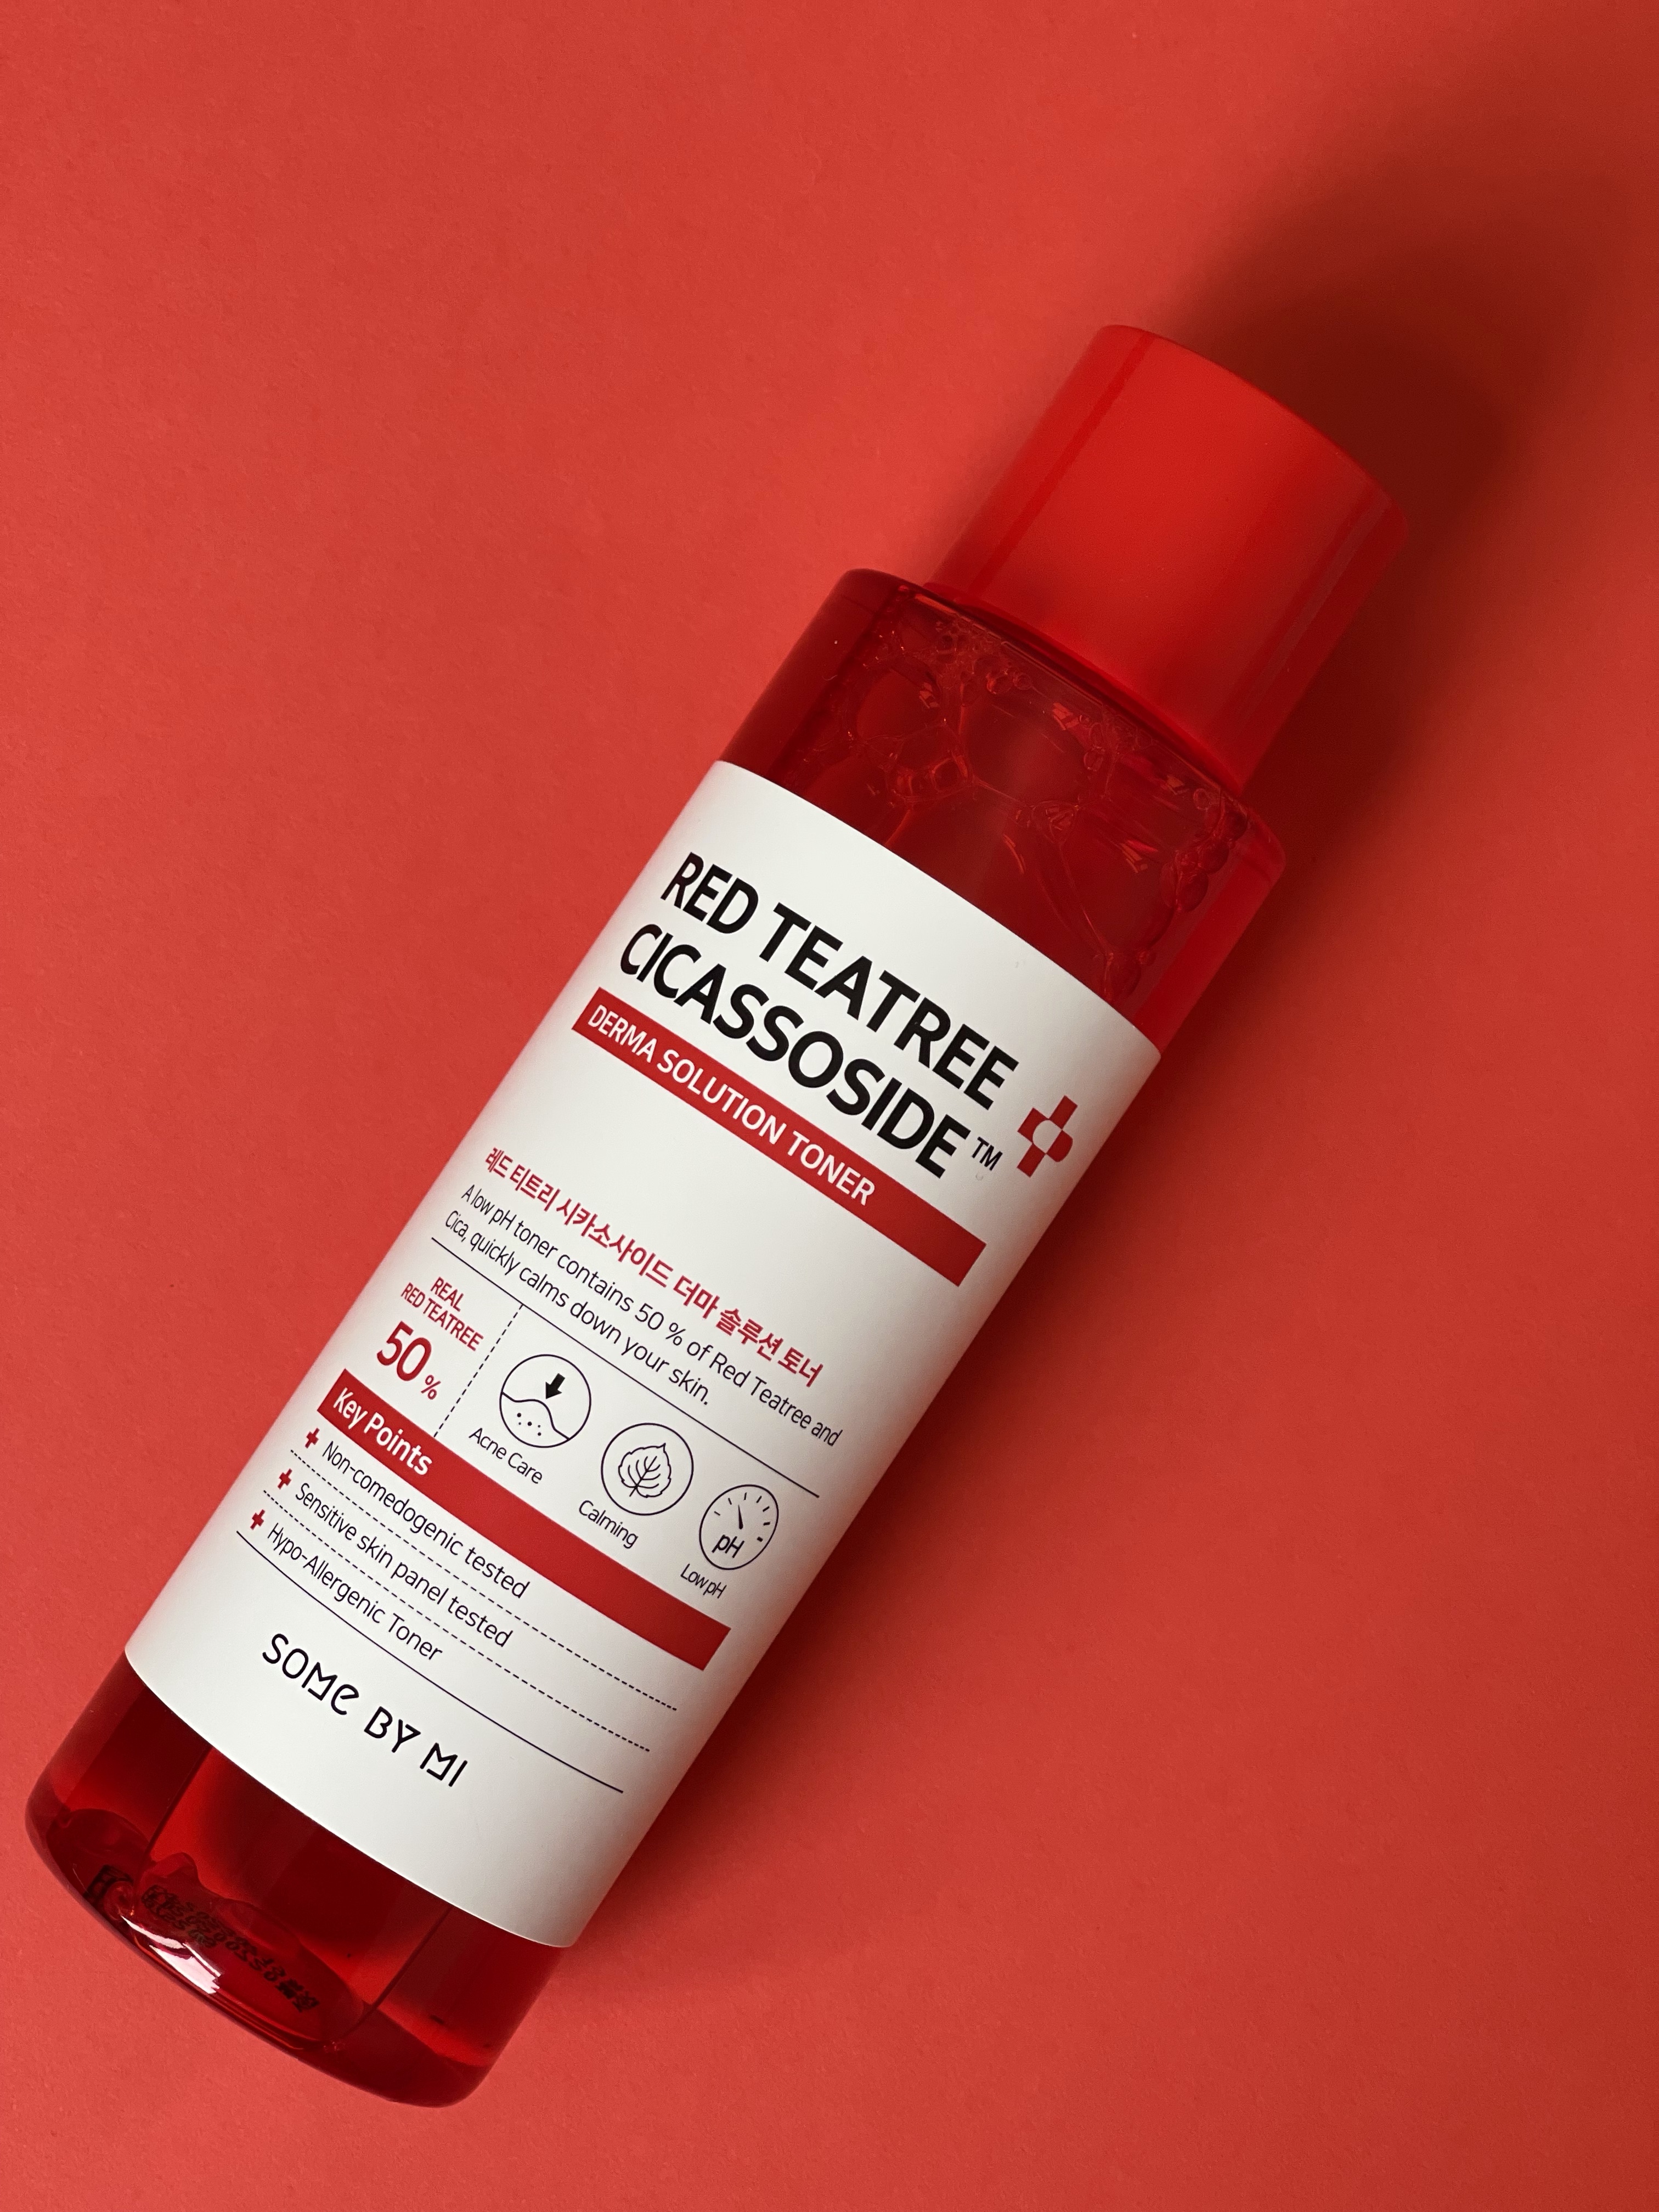 RED TEATREE
CICASSOSIDE™
DERMA SOLUTION TONER
레드 티트리 시카소사이드 더마 솔루션 토너
A low pH toner contains 50 % of Red Teatree and
Cica, quickly calms down your skin.
REAL
RED TEATREE
50 %
Acne Care
Calming
pH
Low pH
Key Points
Non-comedogenic tested
Sensitive skin panel tested
Hypo-Allergenic Toner
SOME BY MI